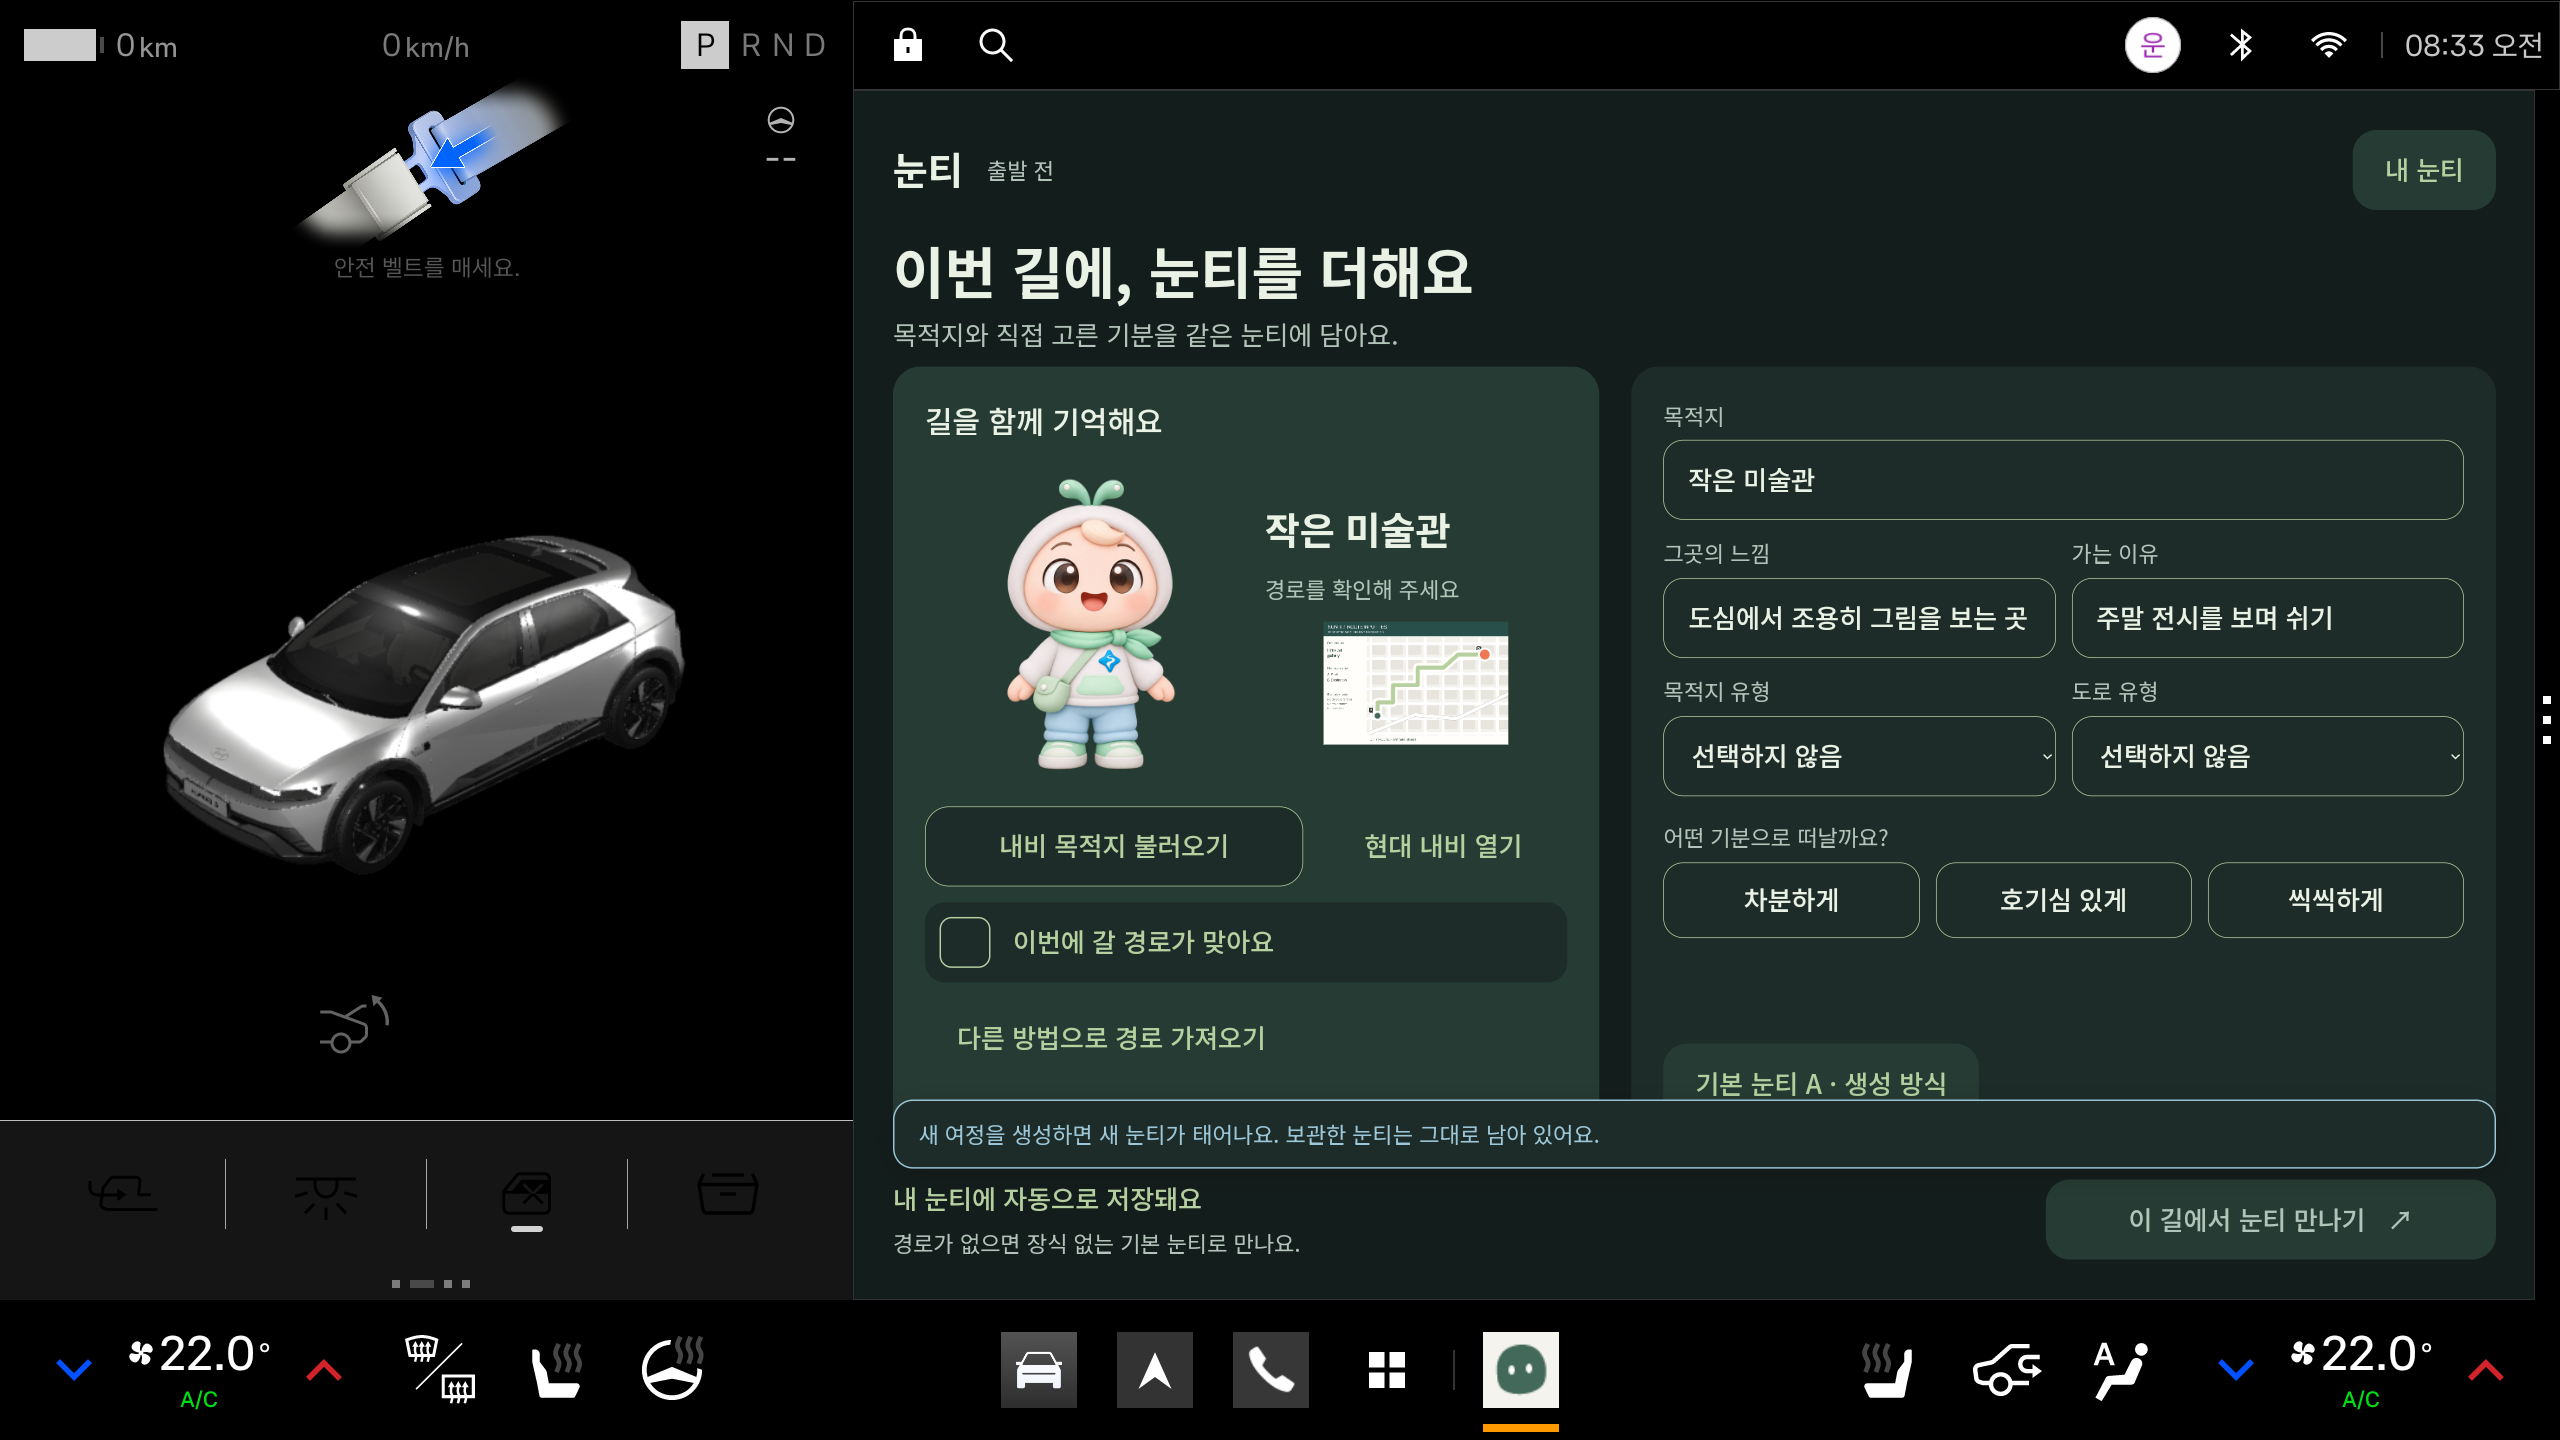 0 km
0 km/h
P R N D
운
08:33 오전
안전 벨트를 매세요.
눈티
출발 전
내 눈티
이번 길에, 눈티를 더해요
목적지와 직접 고른 기분을 같은 눈티에 담아요.
길을 함께 기억해요
작은 미술관
경로를 확인해 주세요
내비 목적지 불러오기
현대 내비 열기
이번에 갈 경로가 맞아요
다른 방법으로 경로 가져오기
목적지
작은 미술관
그곳의 느낌
가는 이유
도심에서 조용히 그림을 보는 곳
주말 전시를 보며 쉬기
목적지 유형
도로 유형
선택하지 않음
선택하지 않음
어떤 기분으로 떠날까요?
차분하게
호기심 있게
씩씩하게
기본 눈티 A · 생성 방식
새 여정을 생성하면 새 눈티가 태어나요. 보관한 눈티는 그대로 남아 있어요.
내 눈티에 자동으로 저장돼요
경로가 없으면 장식 없는 기본 눈티로 만나요.
이 길에서 눈티 만나기 ↗
22.0°
A/C
A
22.0°
A/C